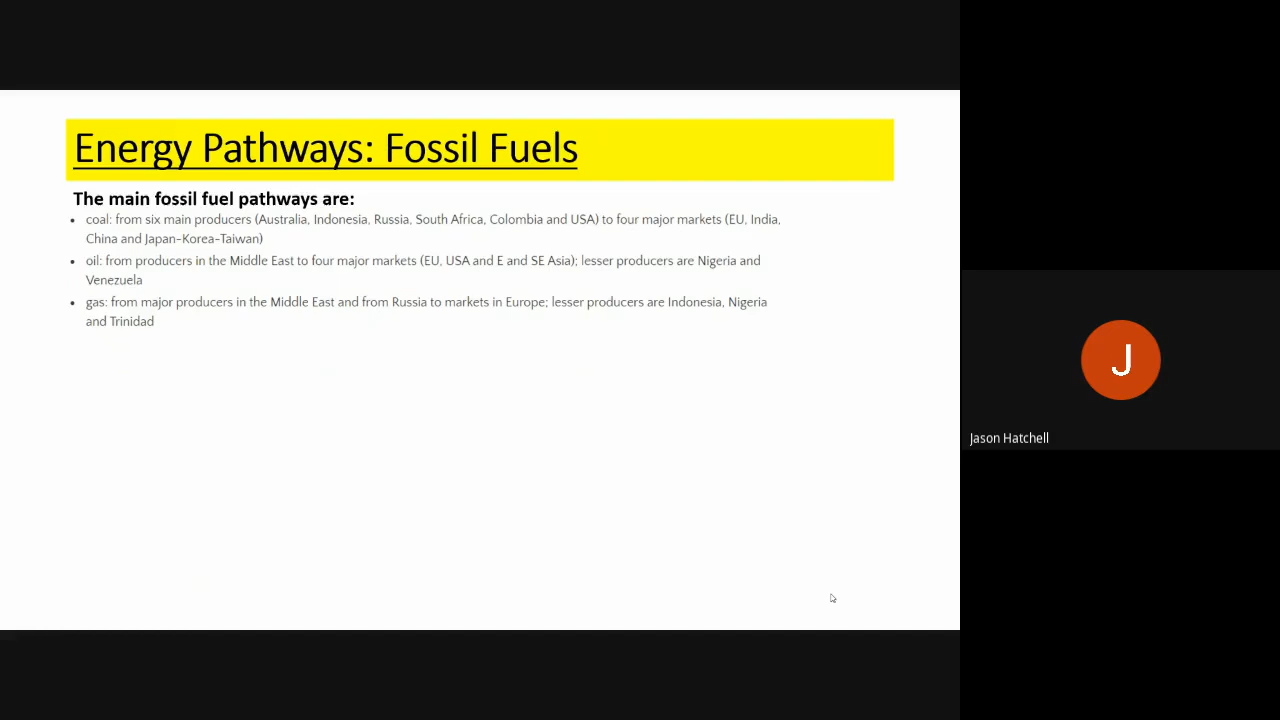 Energy Pathways: Fossil Fuels
The main fossil fuel pathways are:
• coal: from six main producers (Australia, Indonesia, Russia, South Africa, Colombia and USA) to four major markets (EU, India,
China and Japan-Korea-Taiwan)
• oil: from producers in the Middle East to four major markets (EU, USA and E and SE Asia); lesser producers are Nigeria and
Venezuela
• gas: from major producers in the Middle East and from Russia to markets in Europe; lesser producers are Indonesia, Nigeria
and Trinidad
J
Jason Hatchell